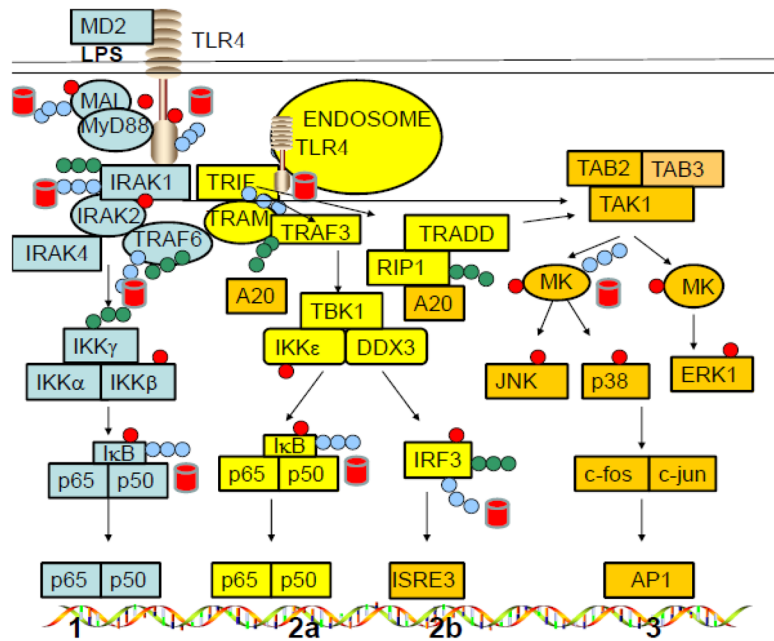 MD2
TLR4
LPS
MAL
MyD88
ENDOSOME
TLR4
IRAK1
TRIF
TAB2
TAB3
IRAK2
TRAM
TAK1
TRAF3
TRADD
IRAK4
TRAF6
RIP1
A20
A20
MK
MK
TBK1
IKKγ
IKKε
DDX3
IKKα
IKKβ
JNK
p38
ERK1
IκB
IκB
IRF3
p65
p50
p65
p50
c-fos
c-jun
p65
p50
p65
p50
ISRE3
AP1
1
2a
2b
3